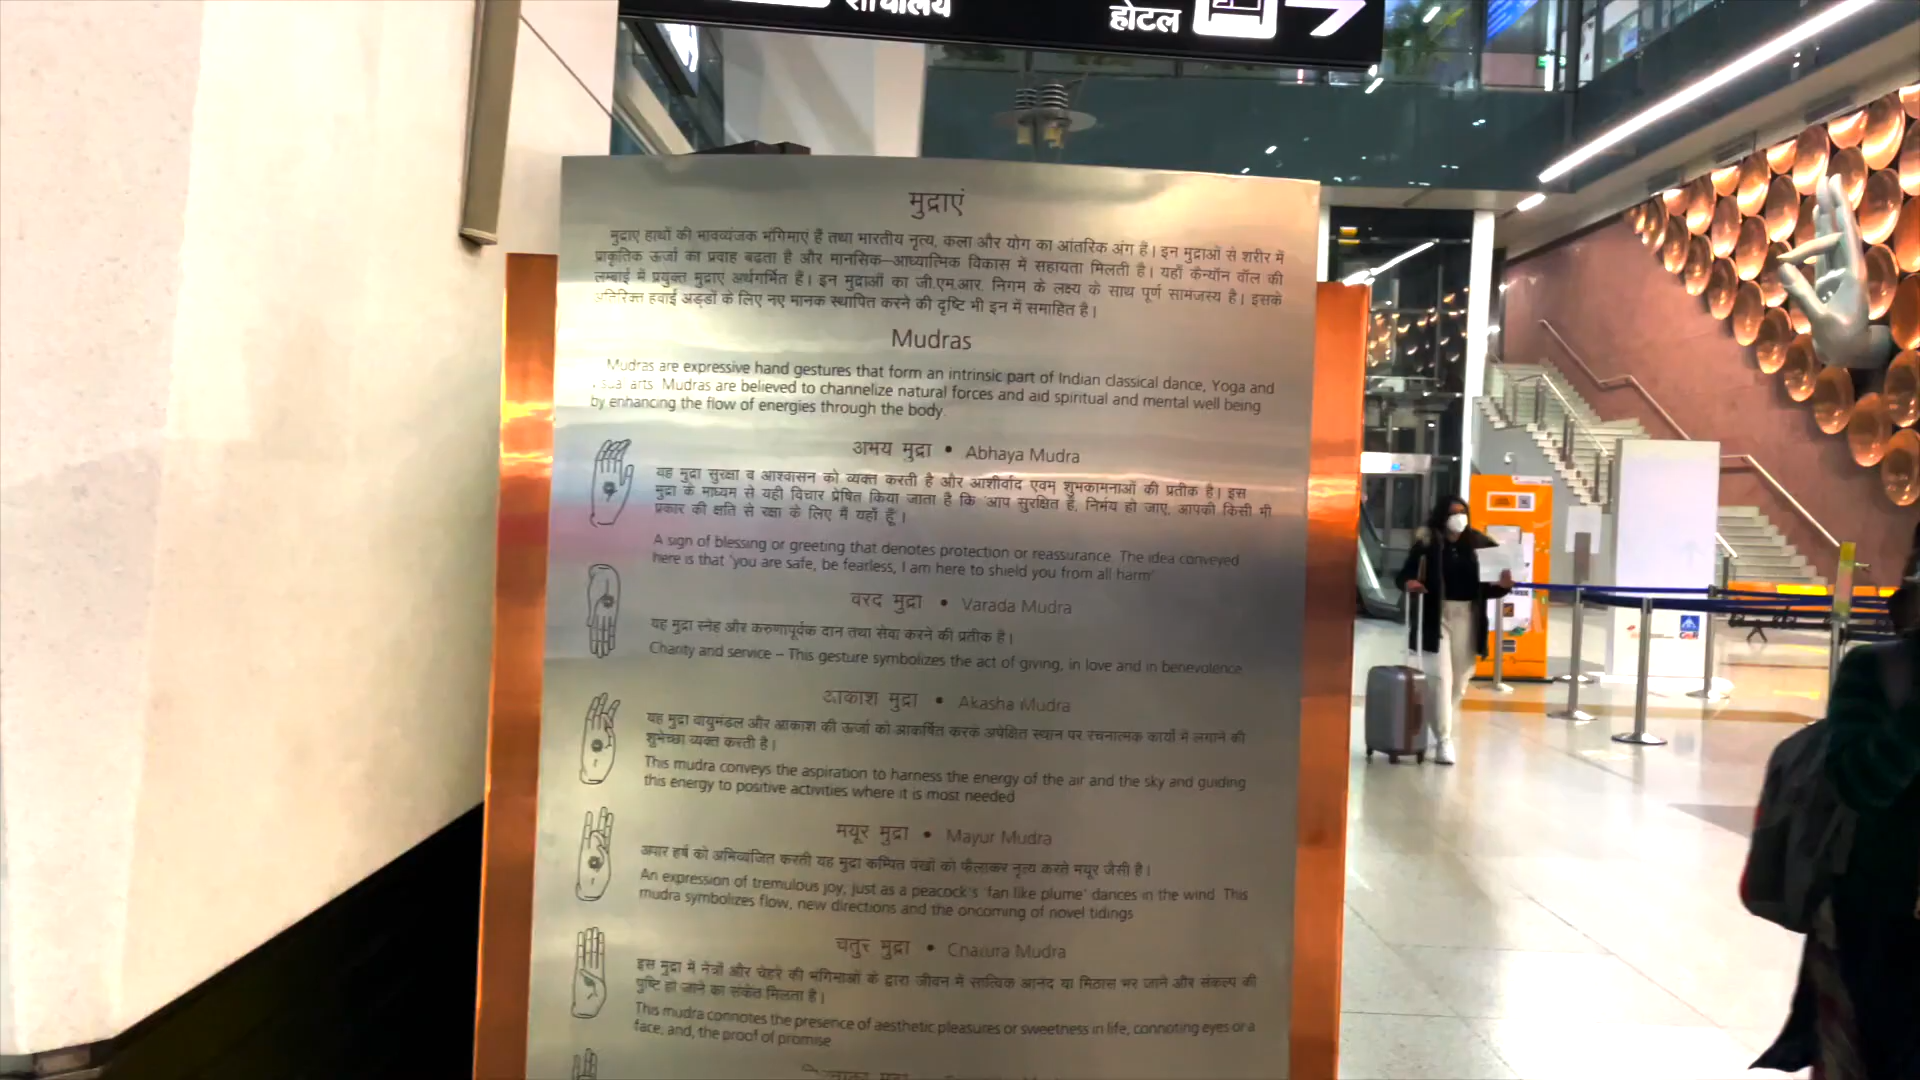 शौचालय
होटल
मुद्राएं
मुद्राएं हाथों की भावव्यंजक भंगिमाएं हैं तथा भारतीय नृत्य, कला और योग का आंतरिक अंग हैं। इन मुद्राओं से शरीर में
प्राकृतिक ऊर्जा का प्रवाह बढ़ता है और मानसिक–आध्यात्मिक विकास में सहायता मिलती है। यहाँ कैन्यॉन वॉल की
लम्बाई में प्रयुक्त मुद्राएं अर्थगर्भित हैं। इन मुद्राओं का जी.एम.आर. निगम के लक्ष्य के साथ पूर्ण सामंजस्य है। इसके
अतिरिक्त हवाई अड्डों के लिए नए मानक स्थापित करने की दृष्टि भी इन में समाहित है।
Mudras
Mudras are expressive hand gestures that form an intrinsic part of Indian classical dance, Yoga and
arts. Mudras are believed to channelize natural forces and aid spiritual and mental well being
by enhancing the flow of energies through the body.
अभय मुद्रा • Abhaya Mudra
यह मुद्रा सुरक्षा व आश्वासन को व्यक्त करती है और आशीर्वाद एवम शुभकामनाओं की प्रतीक है। इस
मुद्रा के माध्यम से यही विचार प्रेषित किया जाता है कि 'आप सुरक्षित हैं, निर्भय हो जाएं, आपकी किसी भी
प्रकार की क्षति से रक्षा के लिए मैं यहाँ हूँ'।
A sign of blessing or greeting that denotes protection or reassurance. The idea conveyed
here is that 'you are safe, be fearless, I am here to shield you from all harm'
वरद मुद्रा • Varada Mudra
यह मुद्रा स्नेह और करुणापूर्वक दान तथा सेवा करने की प्रतीक है।
Charity and service – This gesture symbolizes the act of giving, in love and in benevolence
आकाश मुद्रा • Akasha Mudra
यह मुद्रा वायुमंडल और आकाश की ऊर्जा को आकर्षित करके अपेक्षित स्थान पर रचनात्मक कार्यों में लगाने की
शुभेच्छा व्यक्त करती है।
This mudra conveys the aspiration to harness the energy of the air and the sky and guiding
this energy to positive activities where it is most needed
मयूर मुद्रा • Mayur Mudra
अपार हर्ष को अभिव्यंजित करती यह मुद्रा कम्पित पंखों को फैलाकर नृत्य करते मयूर जैसी है।
An expression of tremulous joy, just as a peacock's 'fan like plume' dances in the wind. This
mudra symbolizes flow, new directions and the oncoming of novel tidings
चतुर मुद्रा • Chatura Mudra
इस मुद्रा में नेत्रों और चेहरे की भंगिमाओं के द्वारा जीवन में सात्विक आनंद या मिठास भर जाने और संकल्प की
पुष्टि हो जाने का संकेत मिलता है।
This mudra connotes the presence of aesthetic pleasures or sweetness in life, connoting eyes or a
face, and, the proof of promise